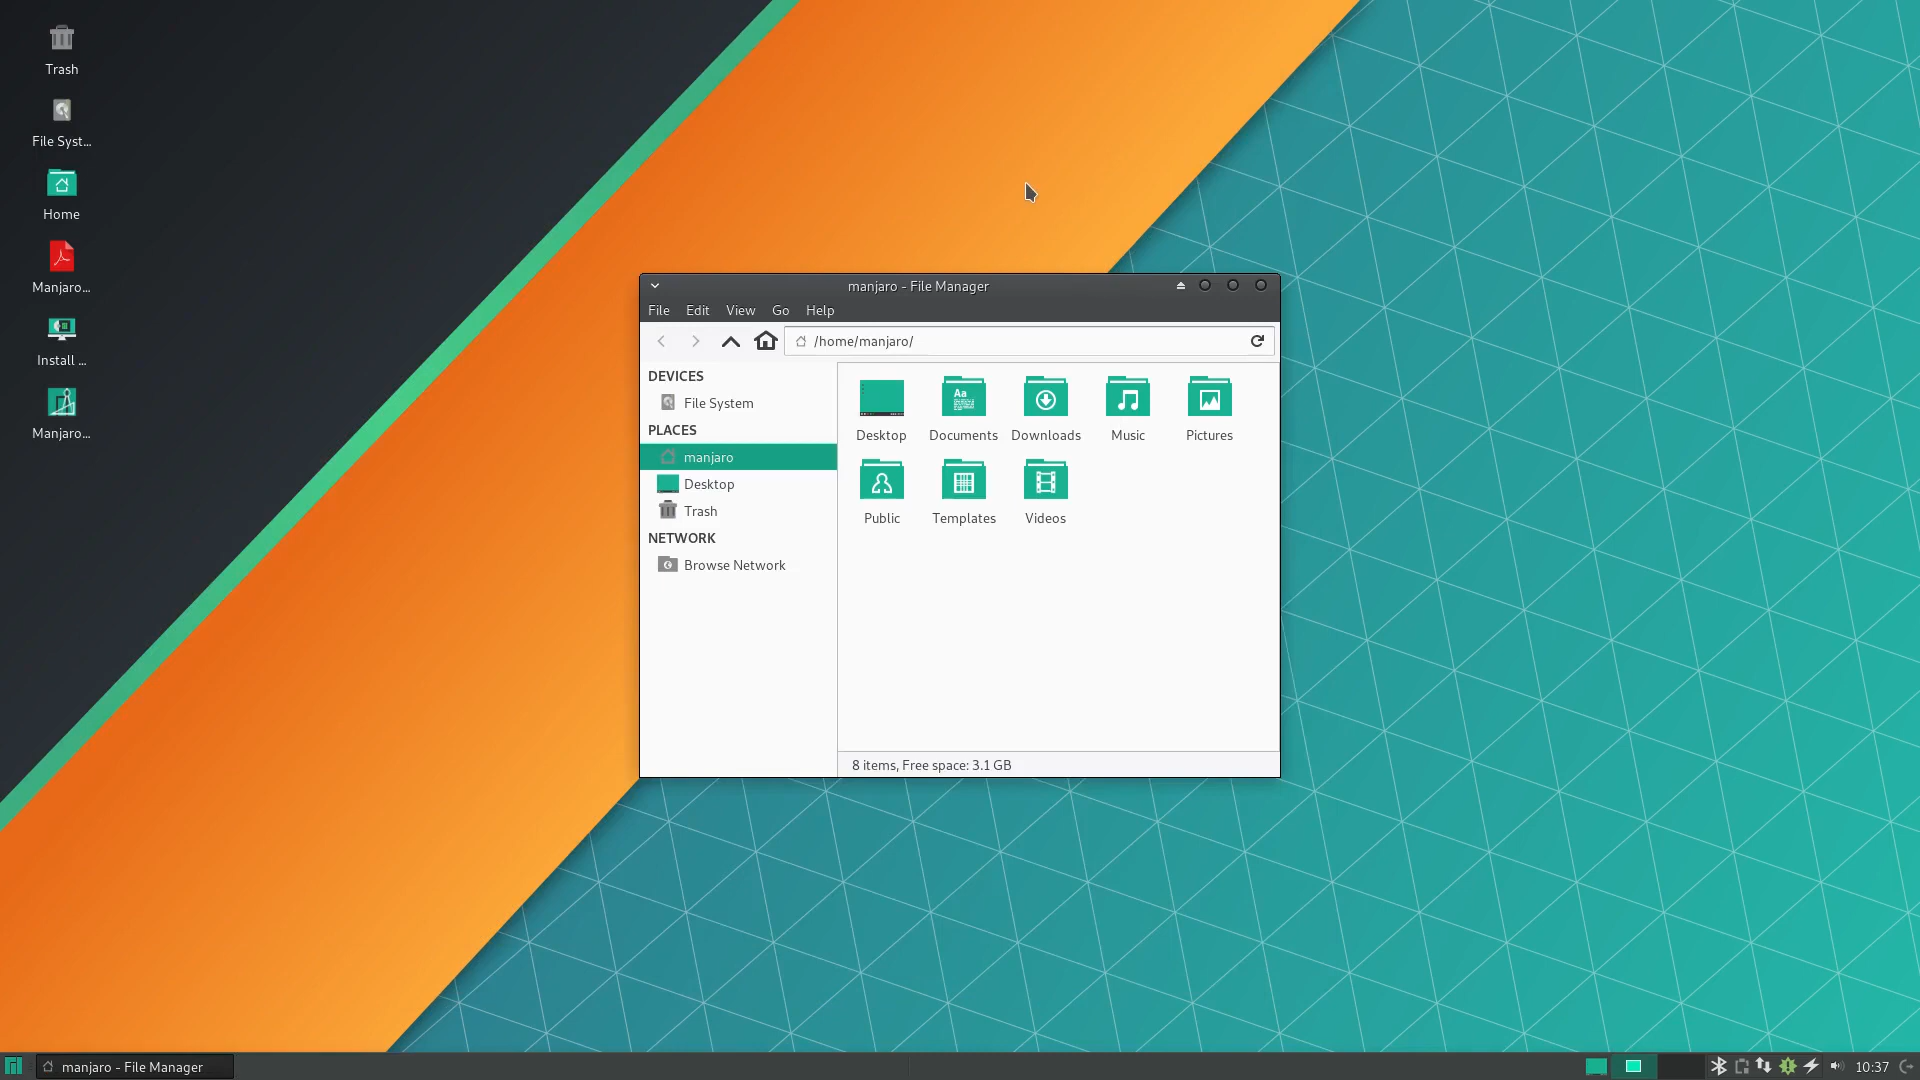 Trash
File Syst...
Home
Manjaro...
Install ...
Manjaro...
manjaro - File Manager
File Edit View Go Help
/home/manjaro/
DEVICES
File System
PLACES
manjaro
Desktop
Trash
NETWORK
Browse Network
Desktop Documents Downloads Music Pictures
Aa
Public Templates Videos
8 items, Free space: 3.1 GB
manjaro - File Manager
10:37